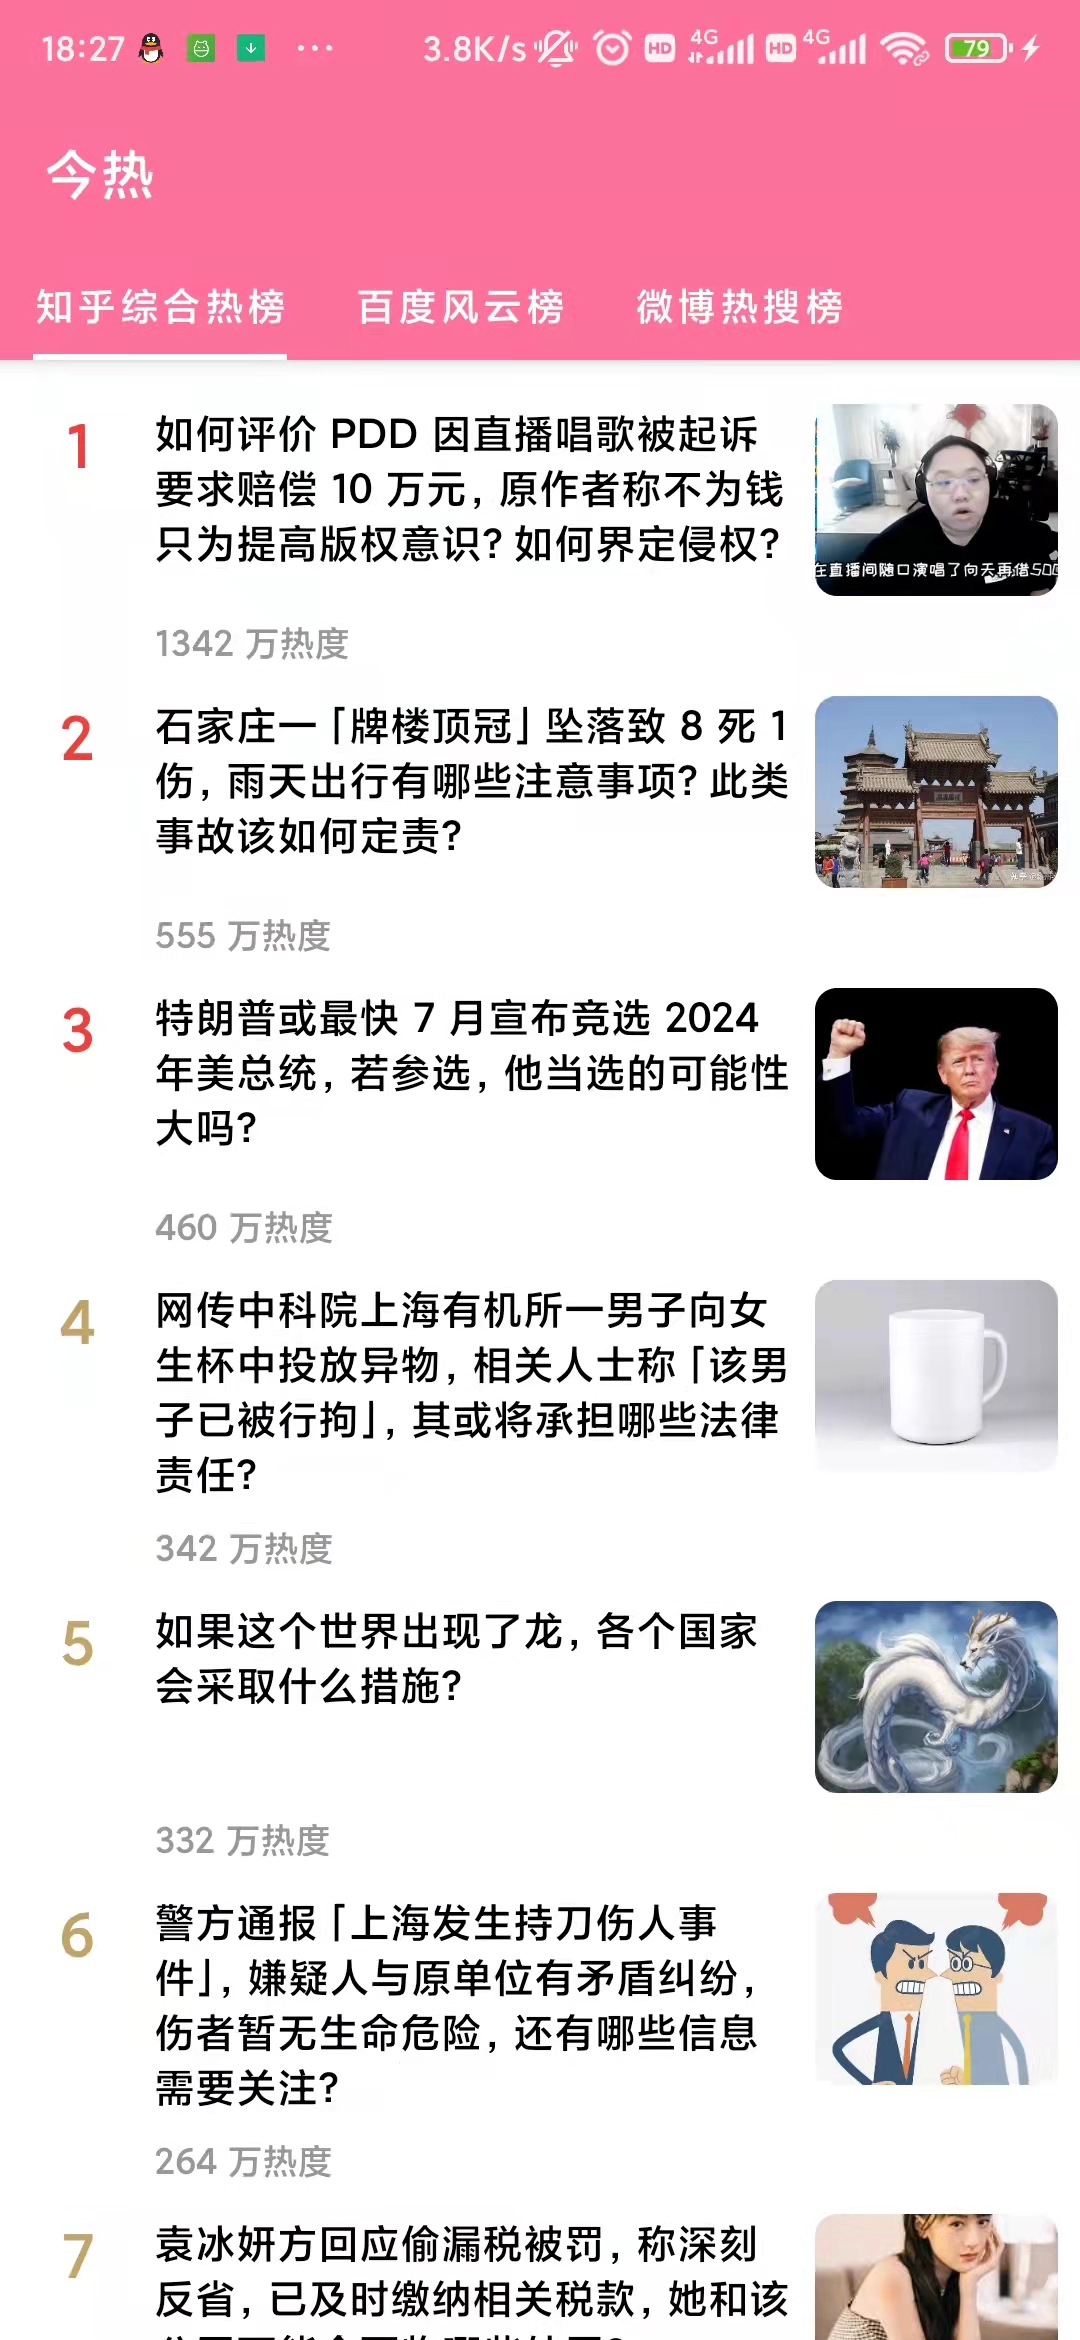 18:27
3.8K/s
HD
4G
HD
4G
79
今热
知乎综合热榜
百度风云榜
微博热搜榜
1
如何评价 PDD 因直播唱歌被起诉
要求赔偿 10 万元，原作者称不为钱
只为提高版权意识？如何界定侵权？
在直播间随口演唱了向天再借500
1342 万热度
2
石家庄一「牌楼顶冠」坠落致 8 死 1
伤，雨天出行有哪些注意事项？此类
事故该如何定责？
555 万热度
3
特朗普或最快 7 月宣布竞选 2024
年美总统，若参选，他当选的可能性
大吗？
460 万热度
4
网传中科院上海有机所一男子向女
生杯中投放异物，相关人士称「该男
子已被行拘」，其或将承担哪些法律
责任？
342 万热度
5
如果这个世界出现了龙，各个国家
会采取什么措施？
332 万热度
6
警方通报「上海发生持刀伤人事
件」，嫌疑人与原单位有矛盾纠纷，
伤者暂无生命危险，还有哪些信息
需要关注？
264 万热度
7
袁冰妍方回应偷漏税被罚，称深刻
反省，已及时缴纳相关税款，她和该